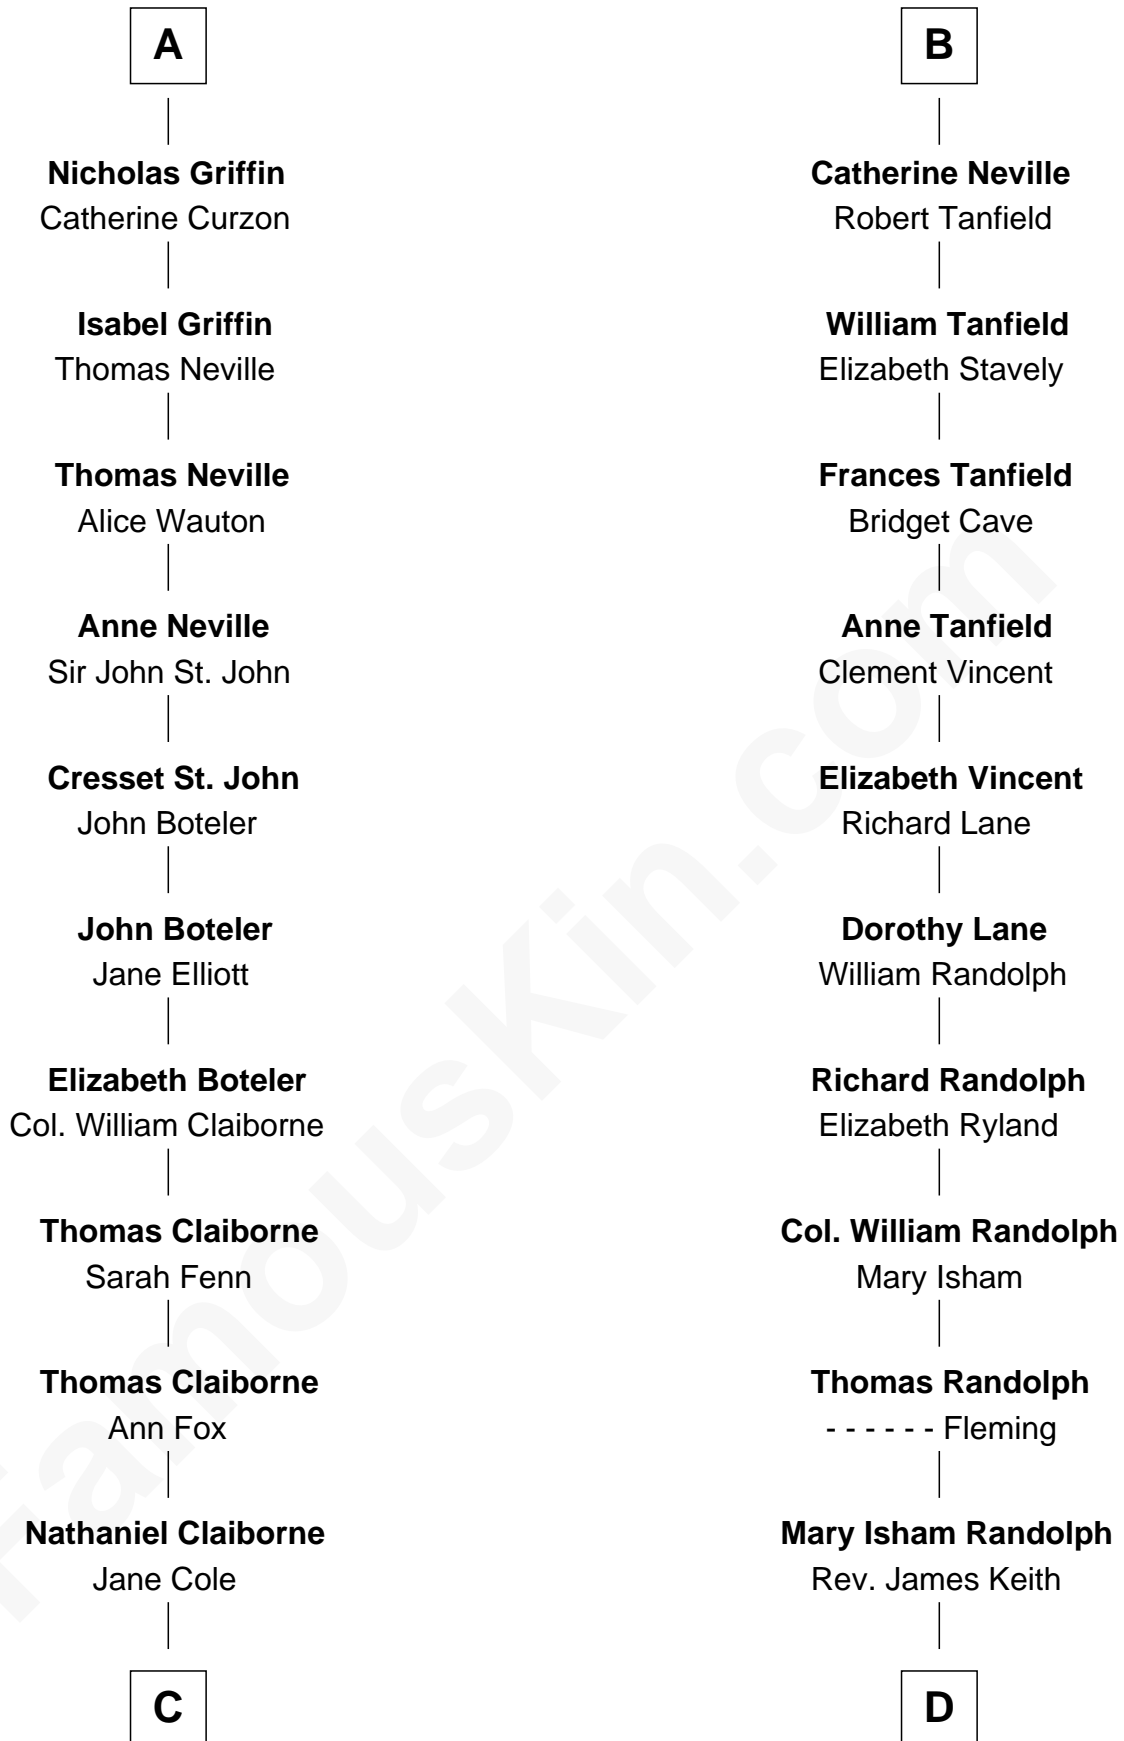 A
Nicholas Griffin
Catherine Curzon
Isabel Griffin
Thomas Neville
Thomas Neville
Alice Wauton
Anne Neville
Sir John St. John
Cresset St. John
John Boteler
John Boteler
Jane Elliott
Elizabeth Boteler
Col. William Claiborne
Thomas Claiborne
Sarah Fenn
Thomas Claiborne
Ann Fox
Nathaniel Claiborne
Jane Cole
C
B
Catherine Neville
Robert Tanfield
William Tanfield
Elizabeth Stavely
Frances Tanfield
Bridget Cave
Anne Tanfield
Clement Vincent
Elizabeth Vincent
Richard Lane
Dorothy Lane
William Randolph
Richard Randolph
Elizabeth Ryland
Col. William Randolph
Mary Isham
Thomas Randolph
- - - - - - Fleming
Mary Isham Randolph
Rev. James Keith
D
FamousKin.com